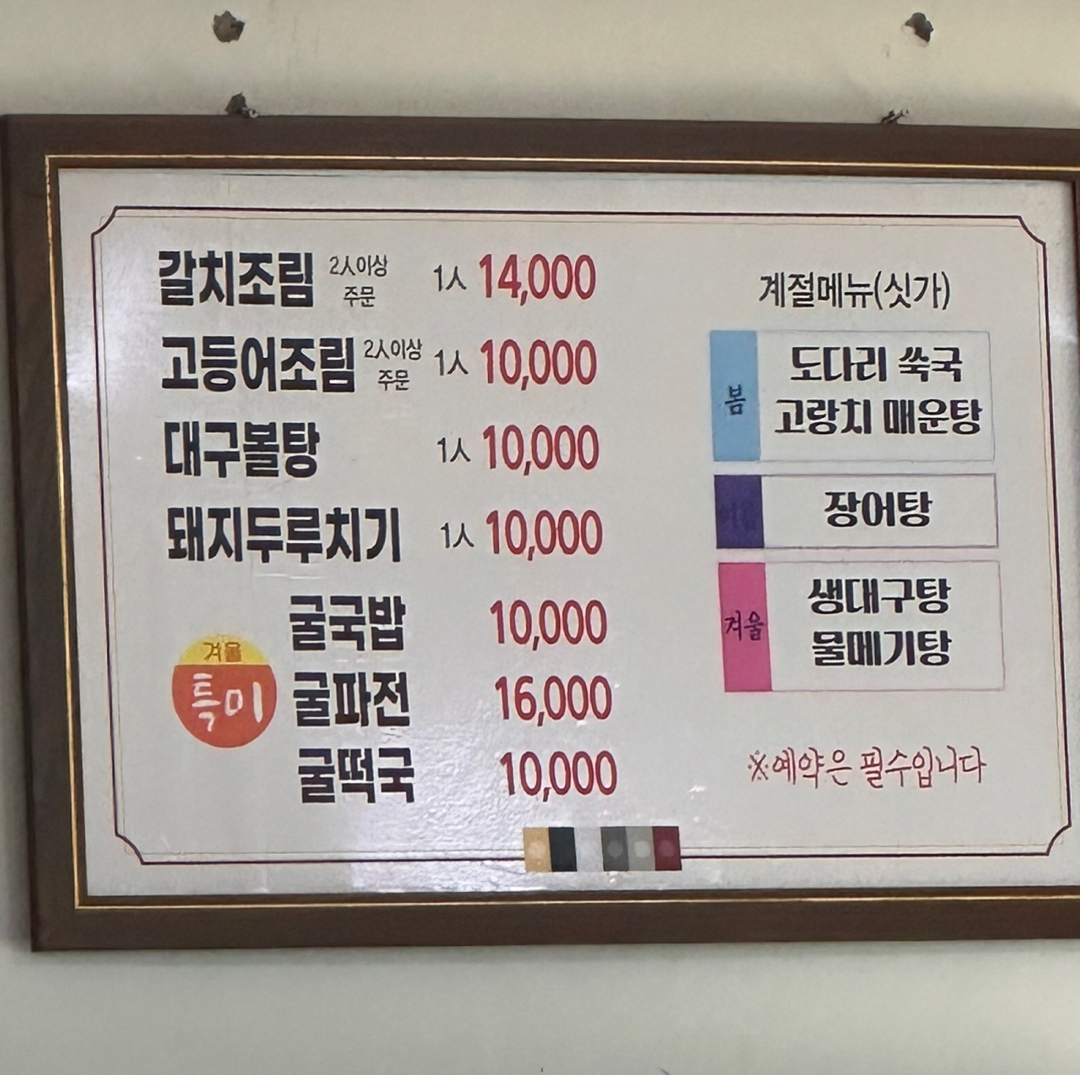 갈치조림 2인이상 주문 1人 14,000
고등어조림 2인이상 주문 1人 10,000
대구볼탕 1人 10,000
돼지두루치기 1人 10,000
겨울
특미
굴국밥 10,000
굴파전 16,000
굴떡국 10,000
계절메뉴(싯가)
봄
도다리 쑥국
고랑치 매운탕
여름
장어탕
겨울
생대구탕
물메기탕
※예약은 필수입니다